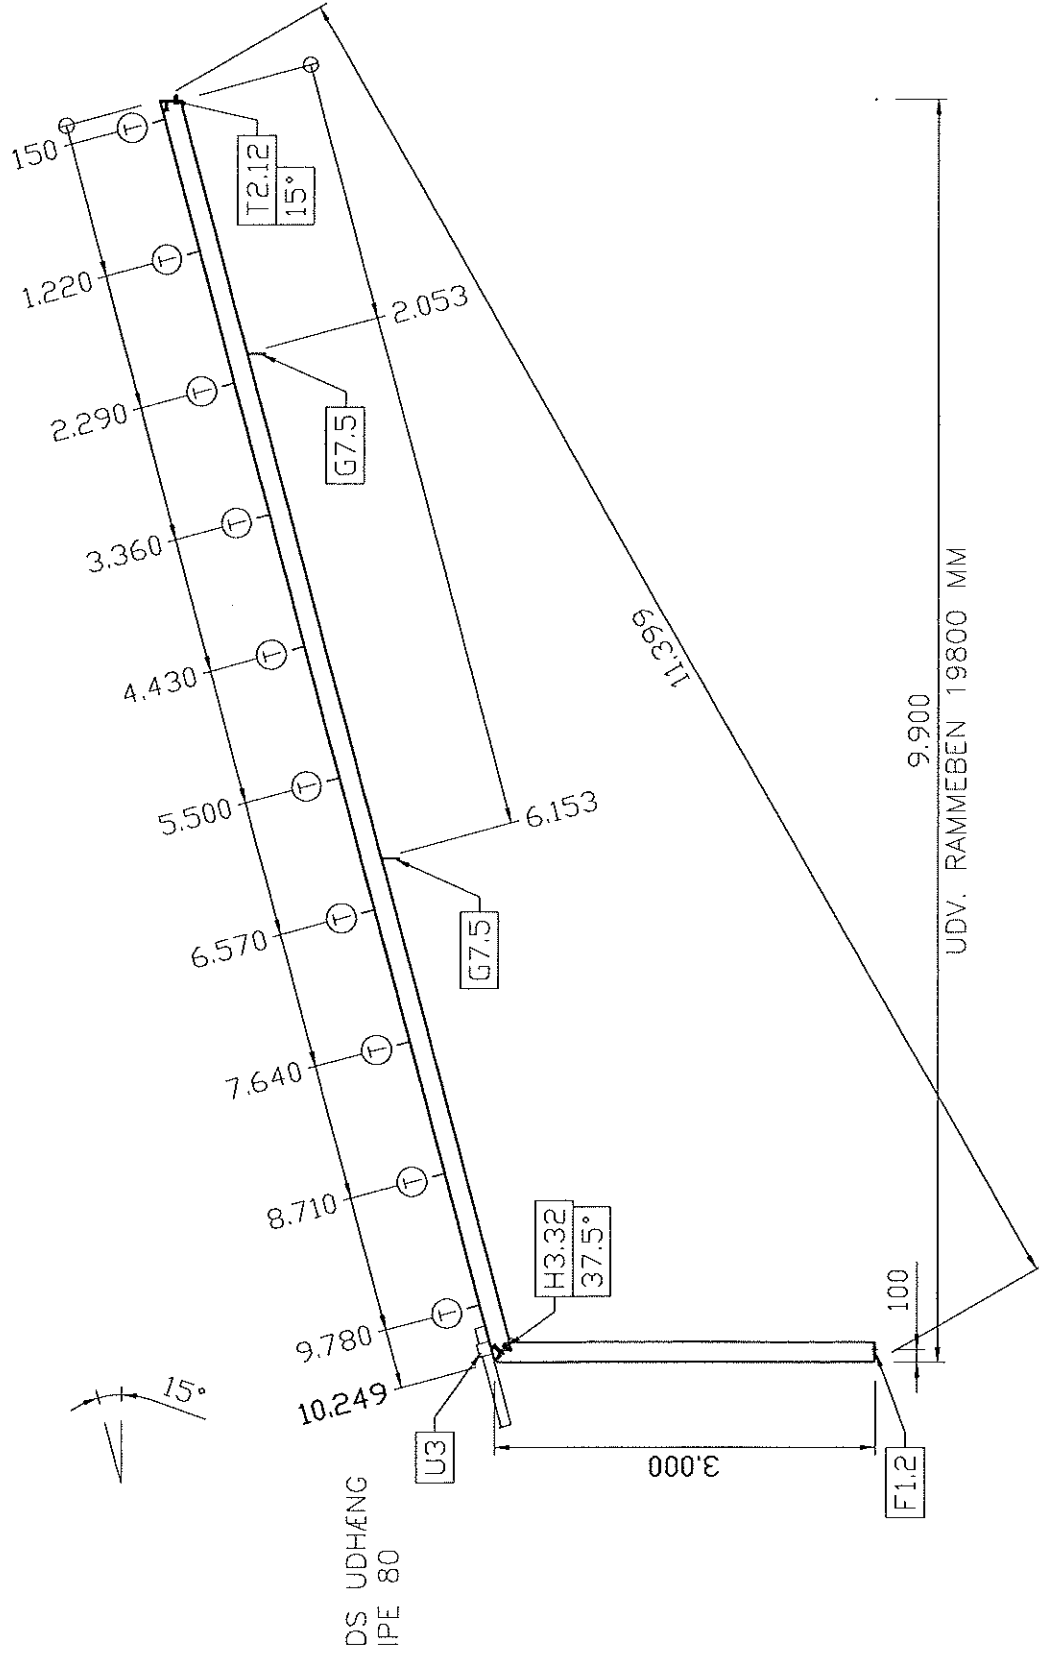 DS UDHÆNG
IPE 80
15°
10.249
9.780
8.710
7.640
6.570
5.500
4.430
3.360
2.290
1.220
150
T
T
T
T
T
T
T
T
T
T
U3
H3.32
37.5°
G7.5
6.153
G7.5
2.053
T2.12
15°
3.000
F1.2
100
11.399
9.900
UDV. RAMMEBEN 19800 MM